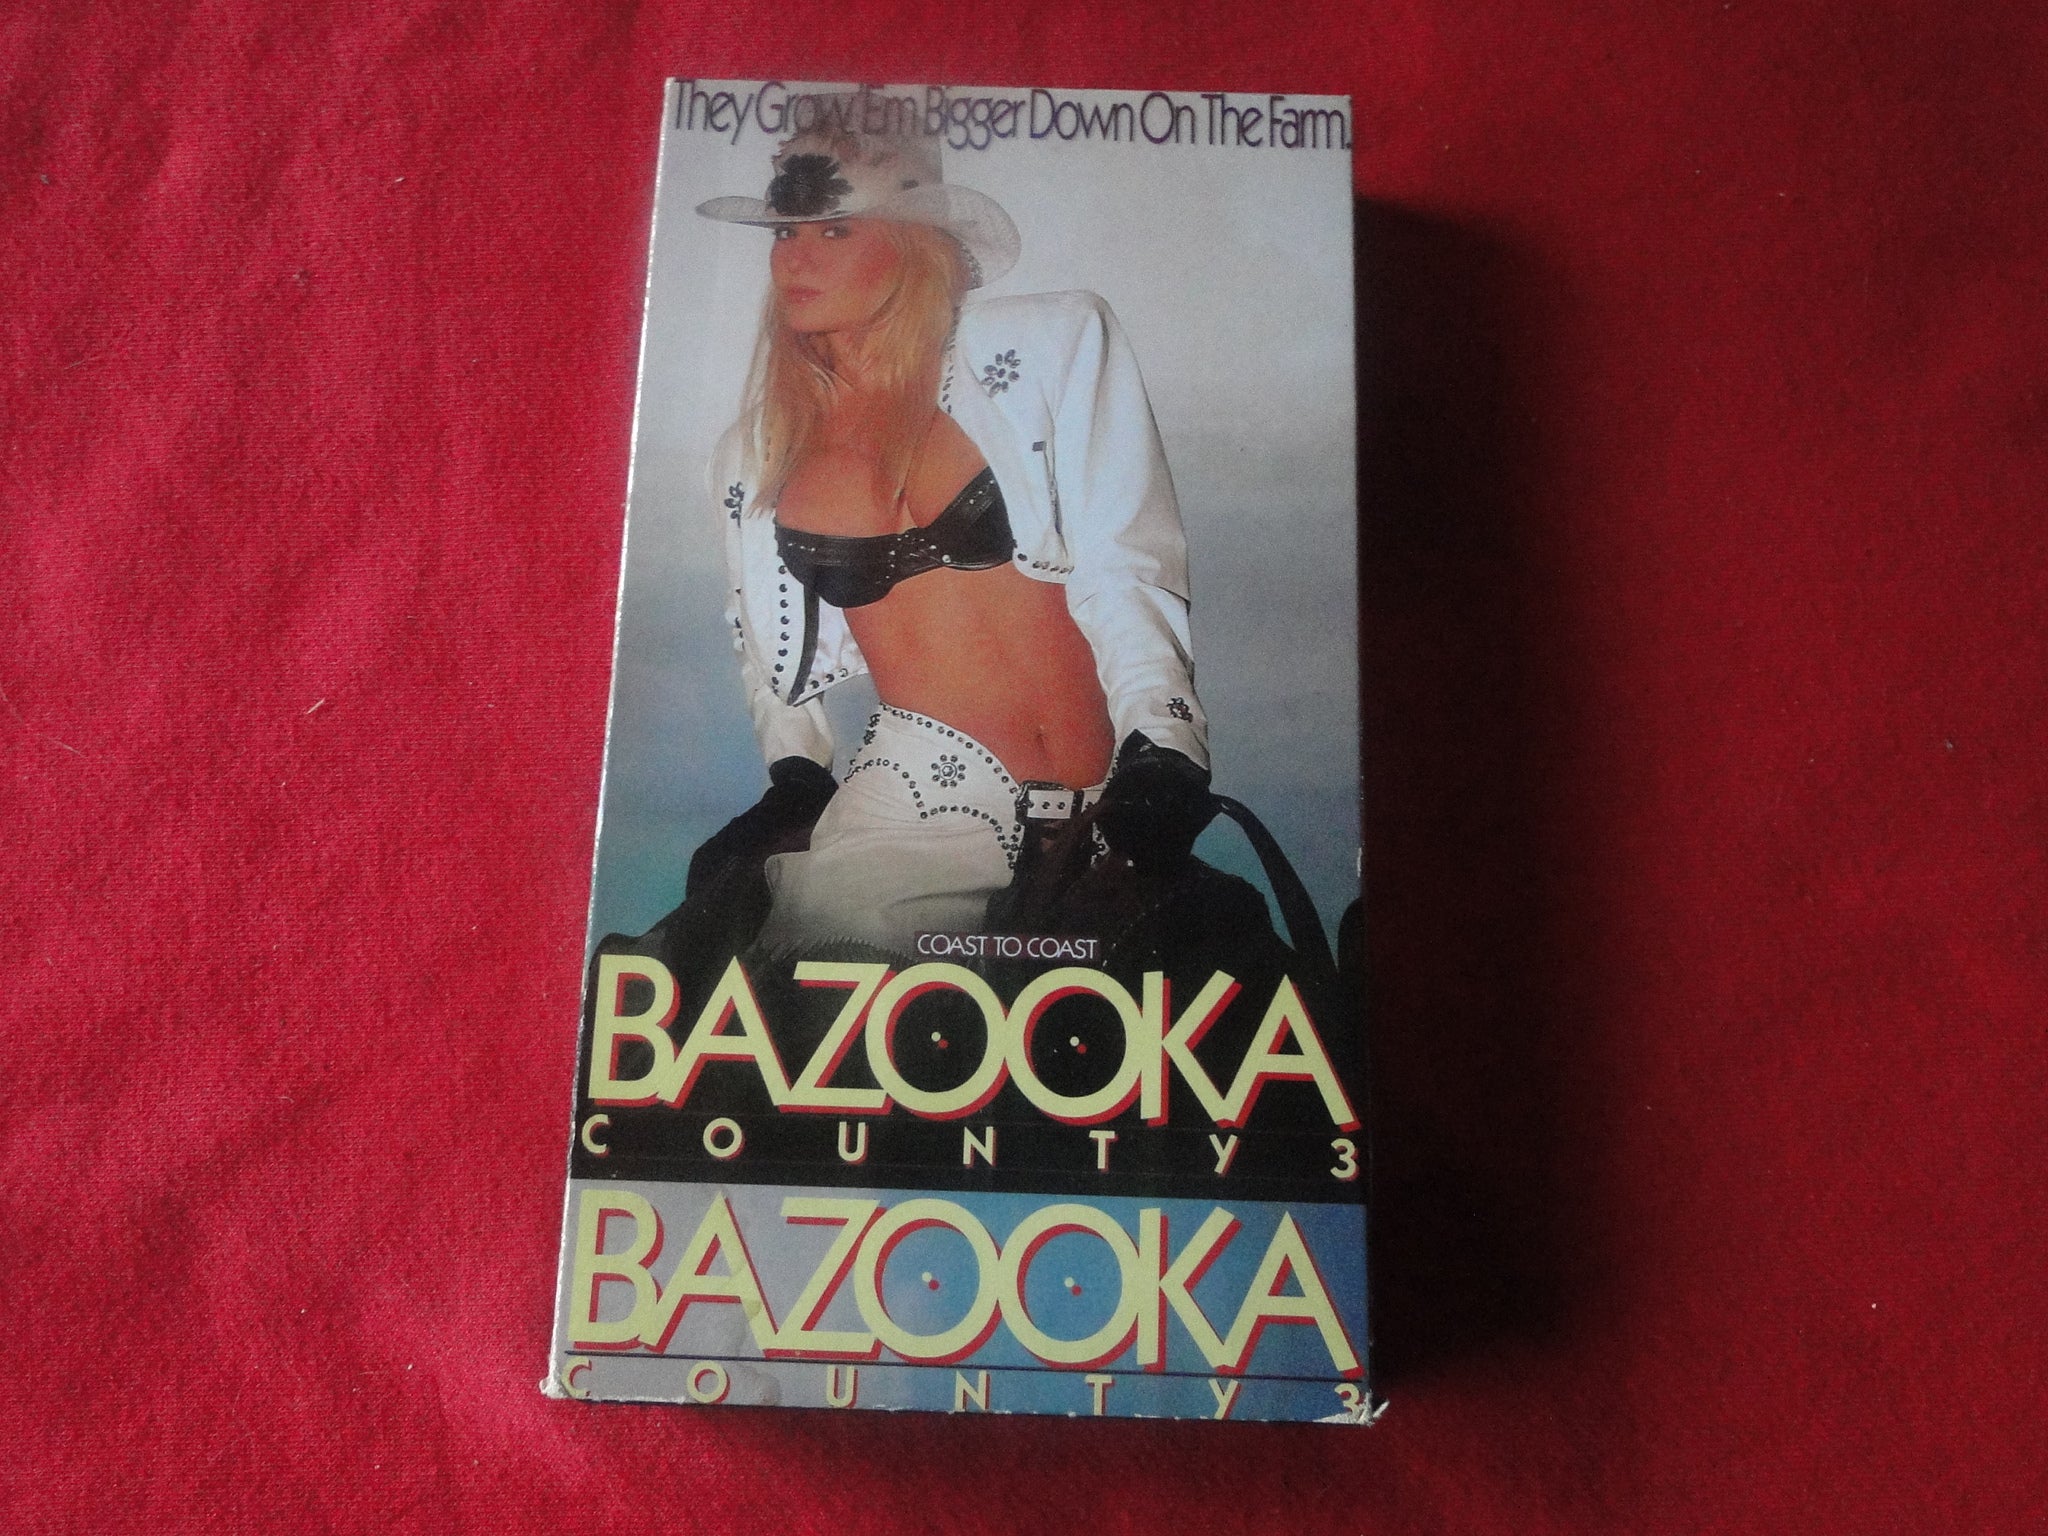 They Grow 'Em Bigger Down On The Farm.
COAST TO COAST
BAZOOKA
COUNTY 3
BAZOOKA
COUNTY 3